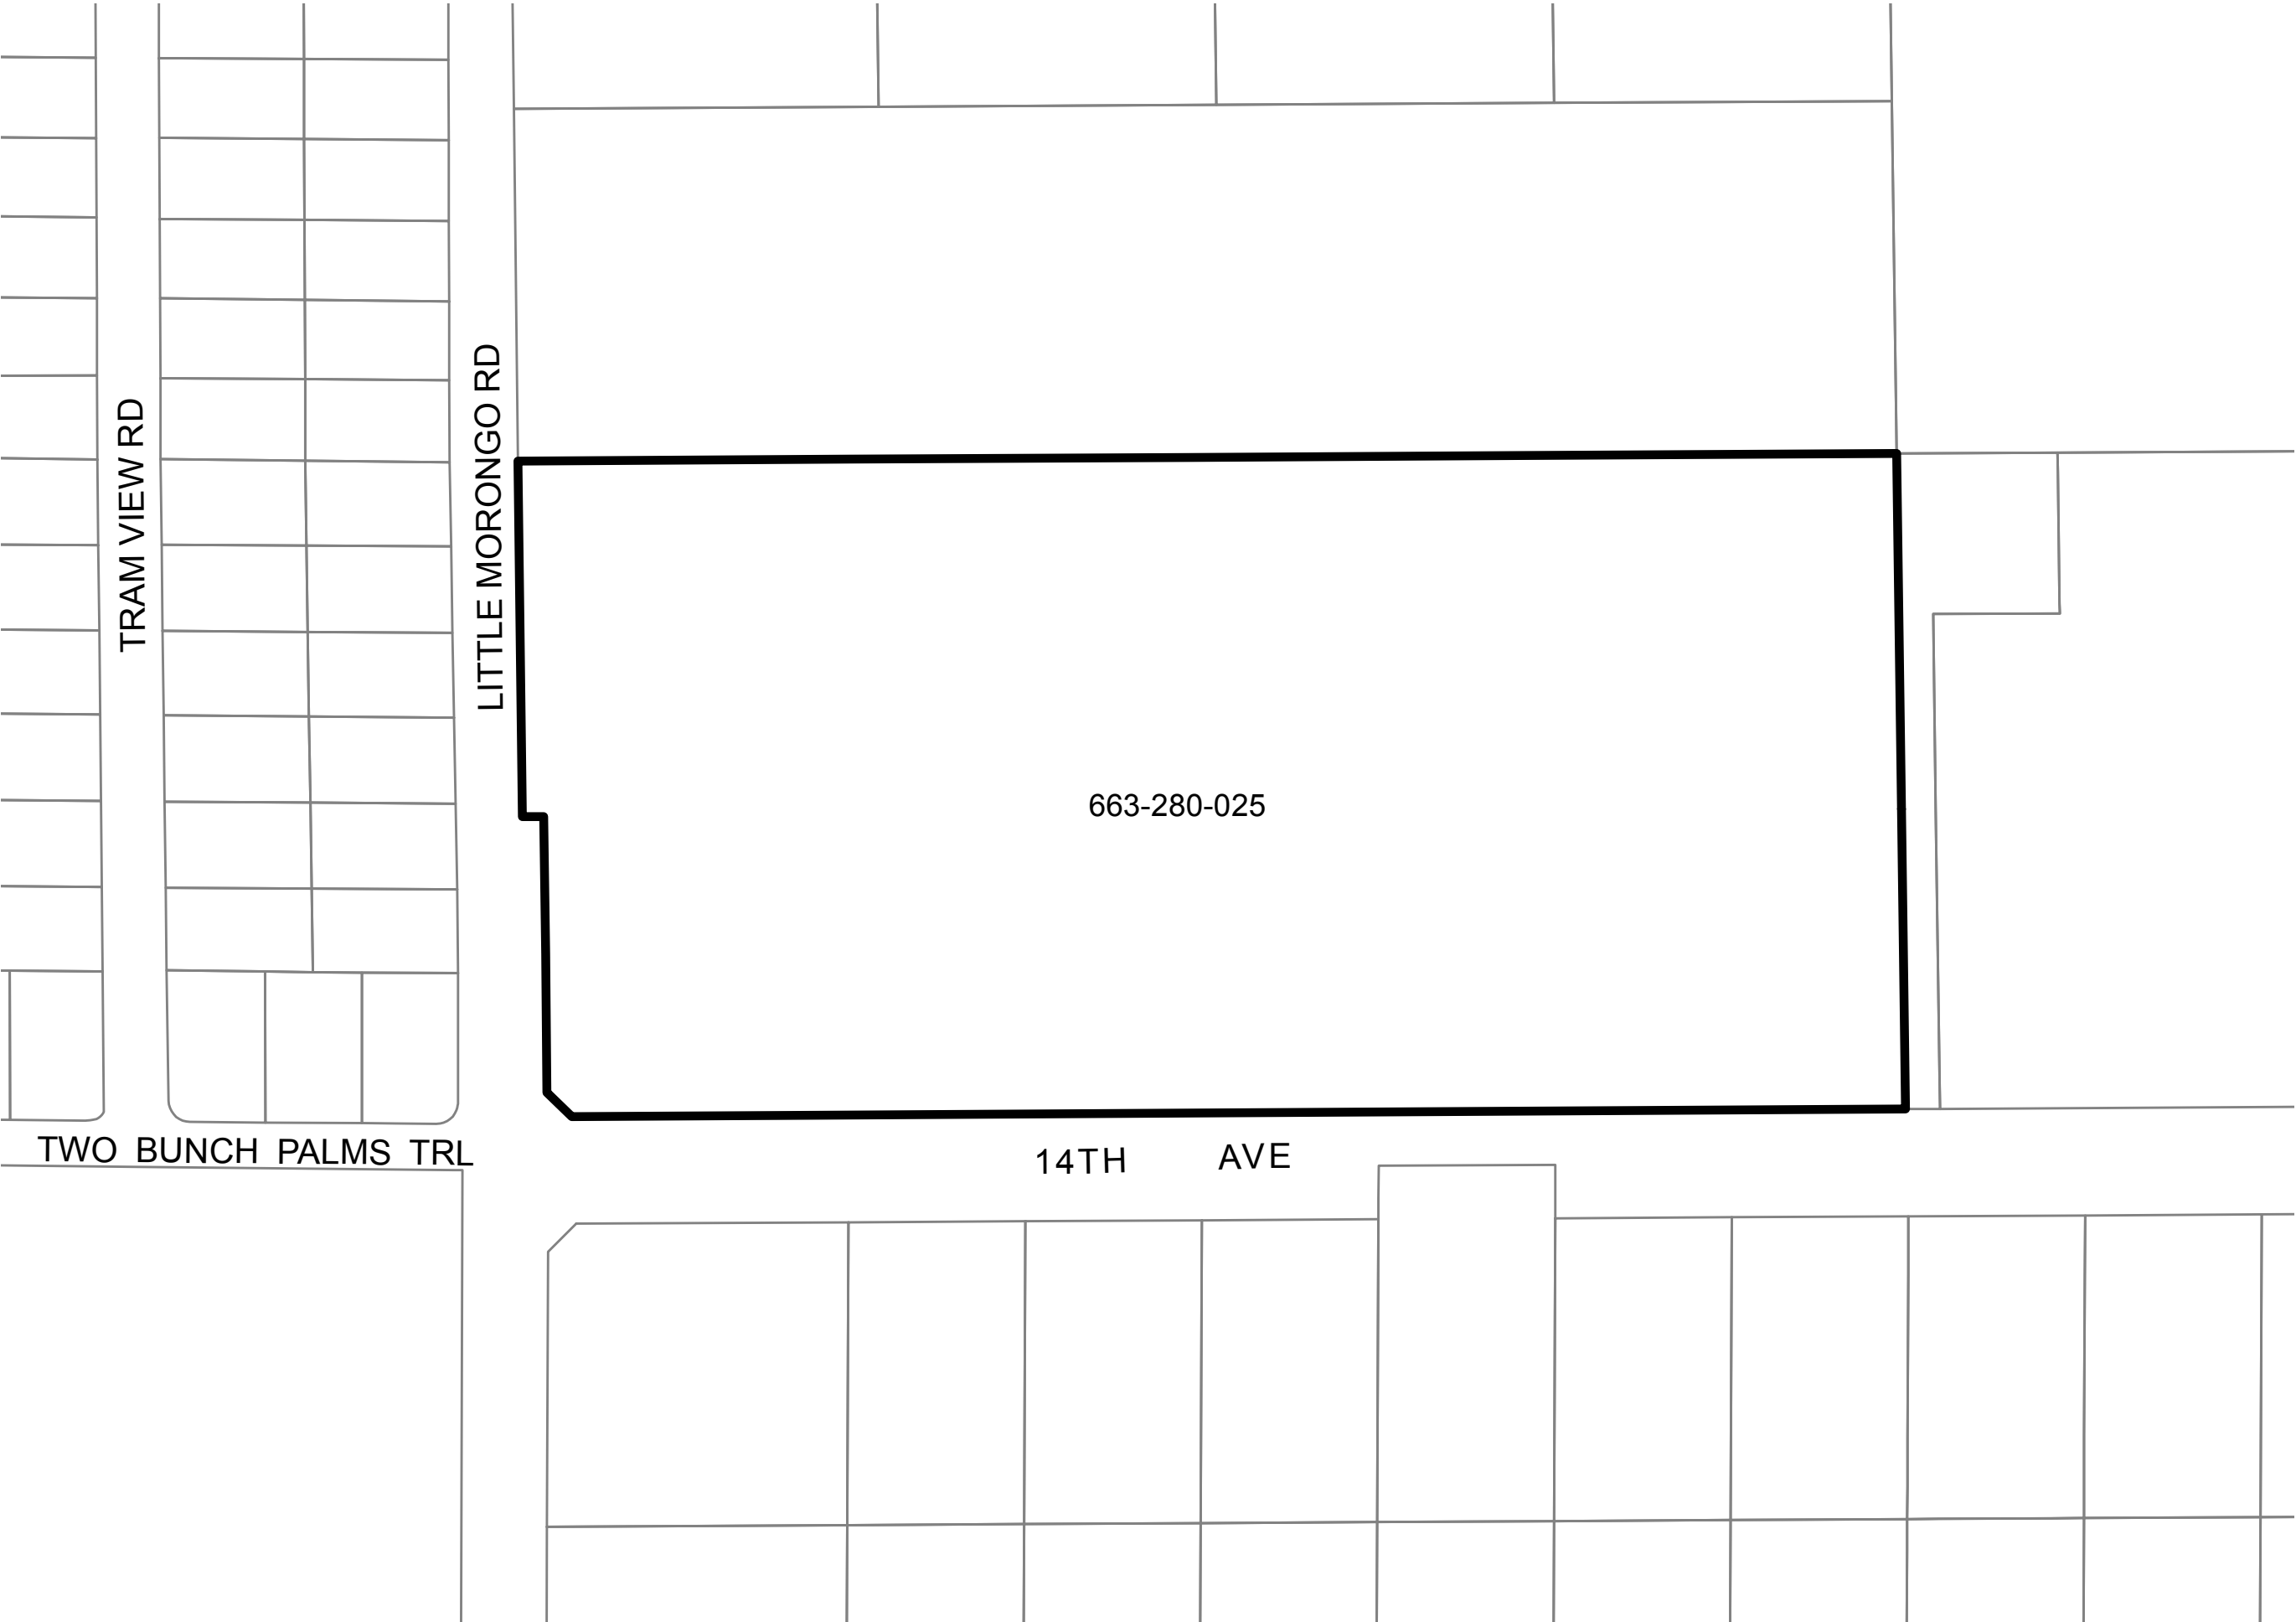 TRAM VIEW RD
LITTLE MORONGO RD
663-280-025
TWO BUNCH PALMS TRL
14TH AVE